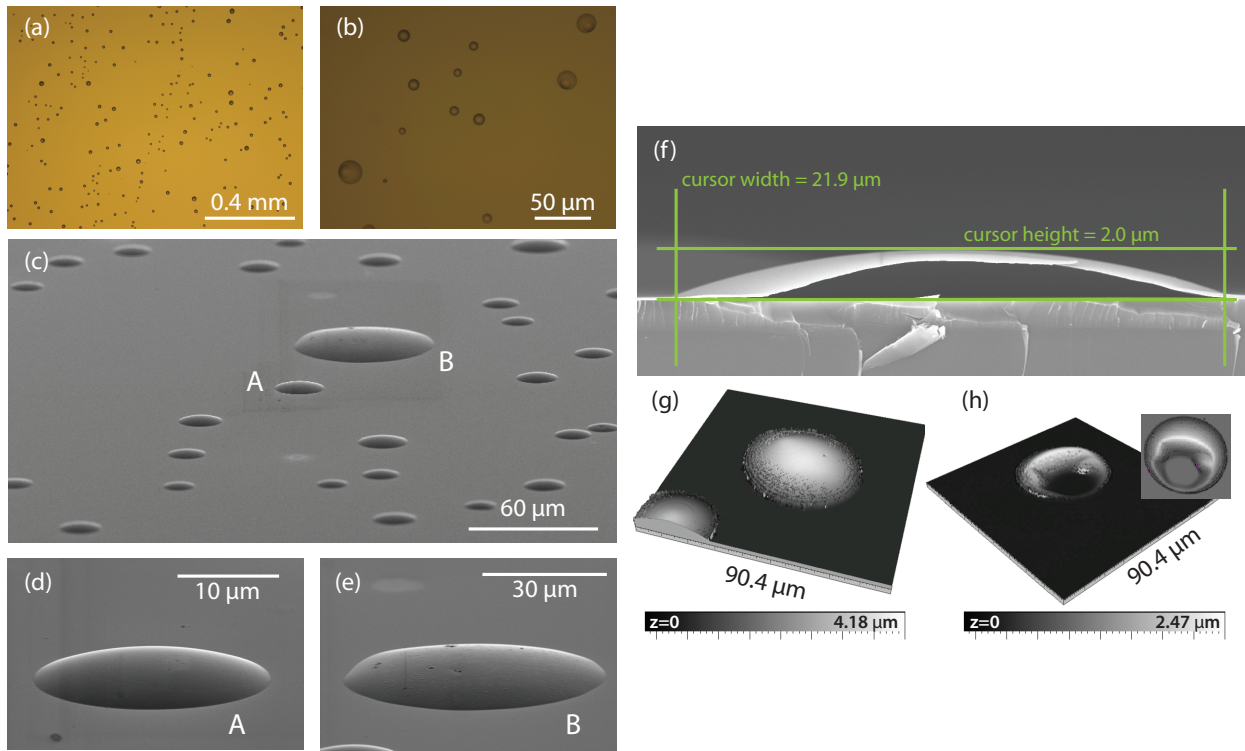 (a)
0.4 mm
(b)
50 µm
(c)
A
B
60 µm
(d)
10 µm
A
(e)
30 µm
B
(f)
cursor width = 21.9 µm
cursor height = 2.0 µm
(g)
90.4 µm
z=0
4.18 µm
(h)
90.4 µm
z=0
2.47 µm